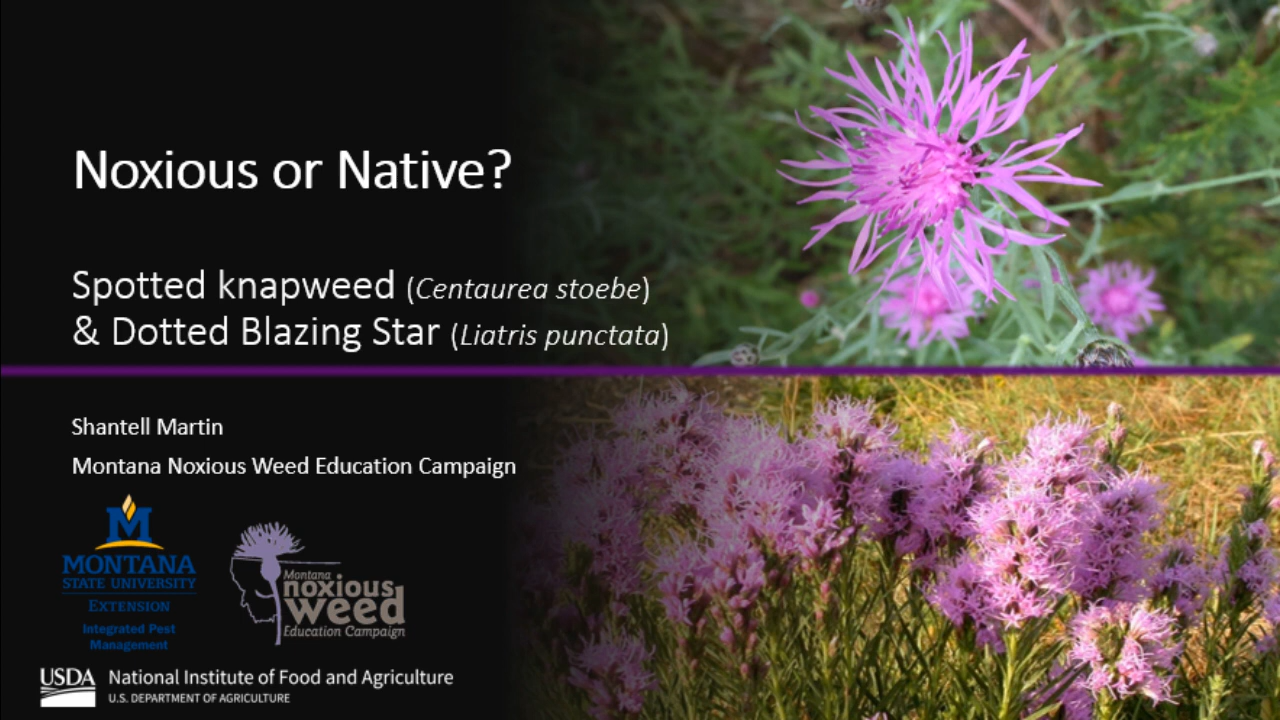 Noxious or Native?
Spotted knapweed (Centaurea stoebe)
& Dotted Blazing Star (Liatris punctata)
Shantell Martin
Montana Noxious Weed Education Campaign
M
MONTANA
STATE UNIVERSITY
EXTENSION
Integrated Pest
Management
Montana
noxious
weed
Education Campaign
USDA National Institute of Food and Agriculture
U.S. DEPARTMENT OF AGRICULTURE